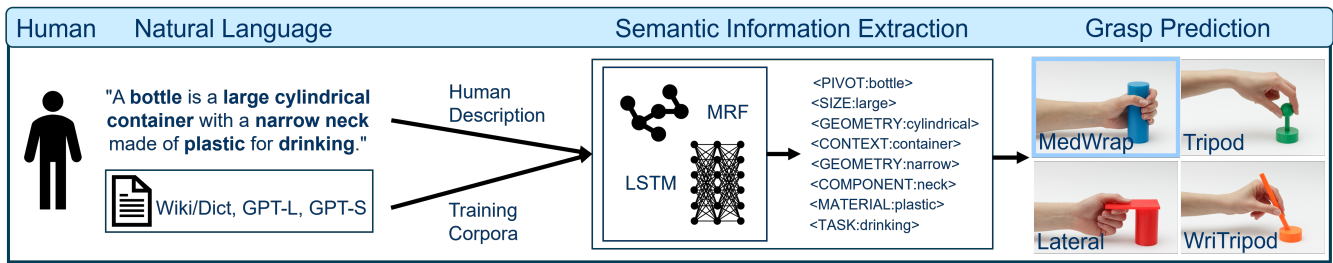 Human
Natural Language
Semantic Information Extraction
Grasp Prediction
"A bottle is a large cylindrical
container with a narrow neck
made of plastic for drinking."
Wiki/Dict, GPT-L, GPT-S
Human
Description
Training
Corpora
MRF
LSTM
<PIVOT:bottle>
<SIZE:large>
<GEOMETRY:cylindrical>
<CONTEXT:container>
<GEOMETRY:narrow>
<COMPONENT:neck>
<MATERIAL:plastic>
<TASK:drinking>
MedWrap
Tripod
Lateral
WriTripod